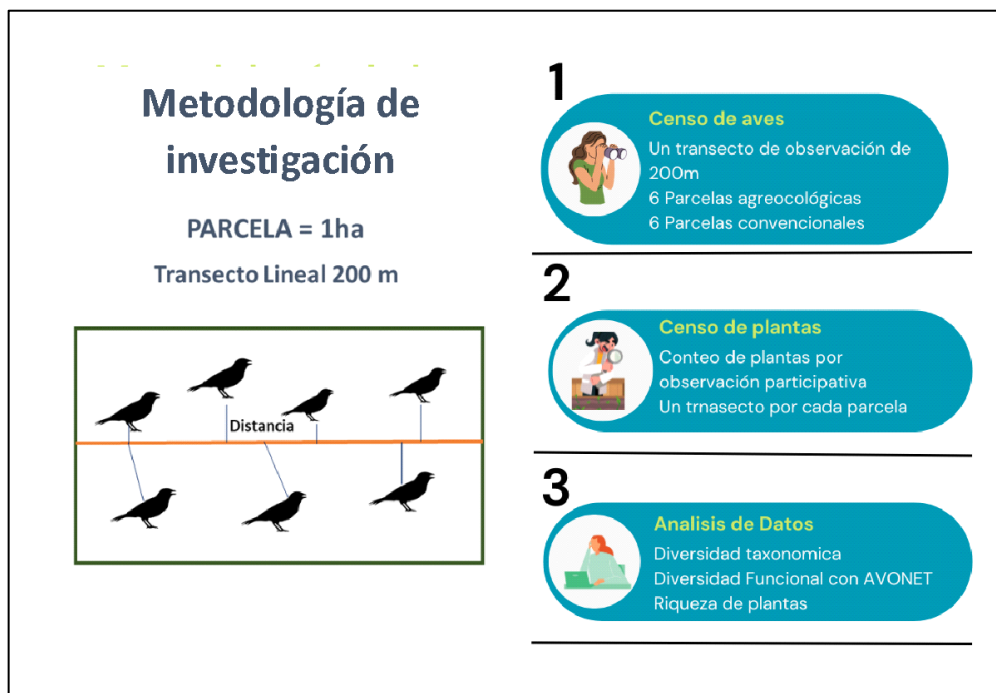 Metodología de
investigación
PARCELA = 1ha
Transecto Lineal 200 m
Distancia
1
Censo de aves
Un transecto de observación de
200m
6 Parcelas agreocológicas
6 Parcelas convencionales
2
Censo de plantas
Conteo de plantas por
observación participativa
Un trnasecto por cada parcela
3
Analisis de Datos
Diversidad taxonomica
Diversidad Funcional con AVONET
Riqueza de plantas